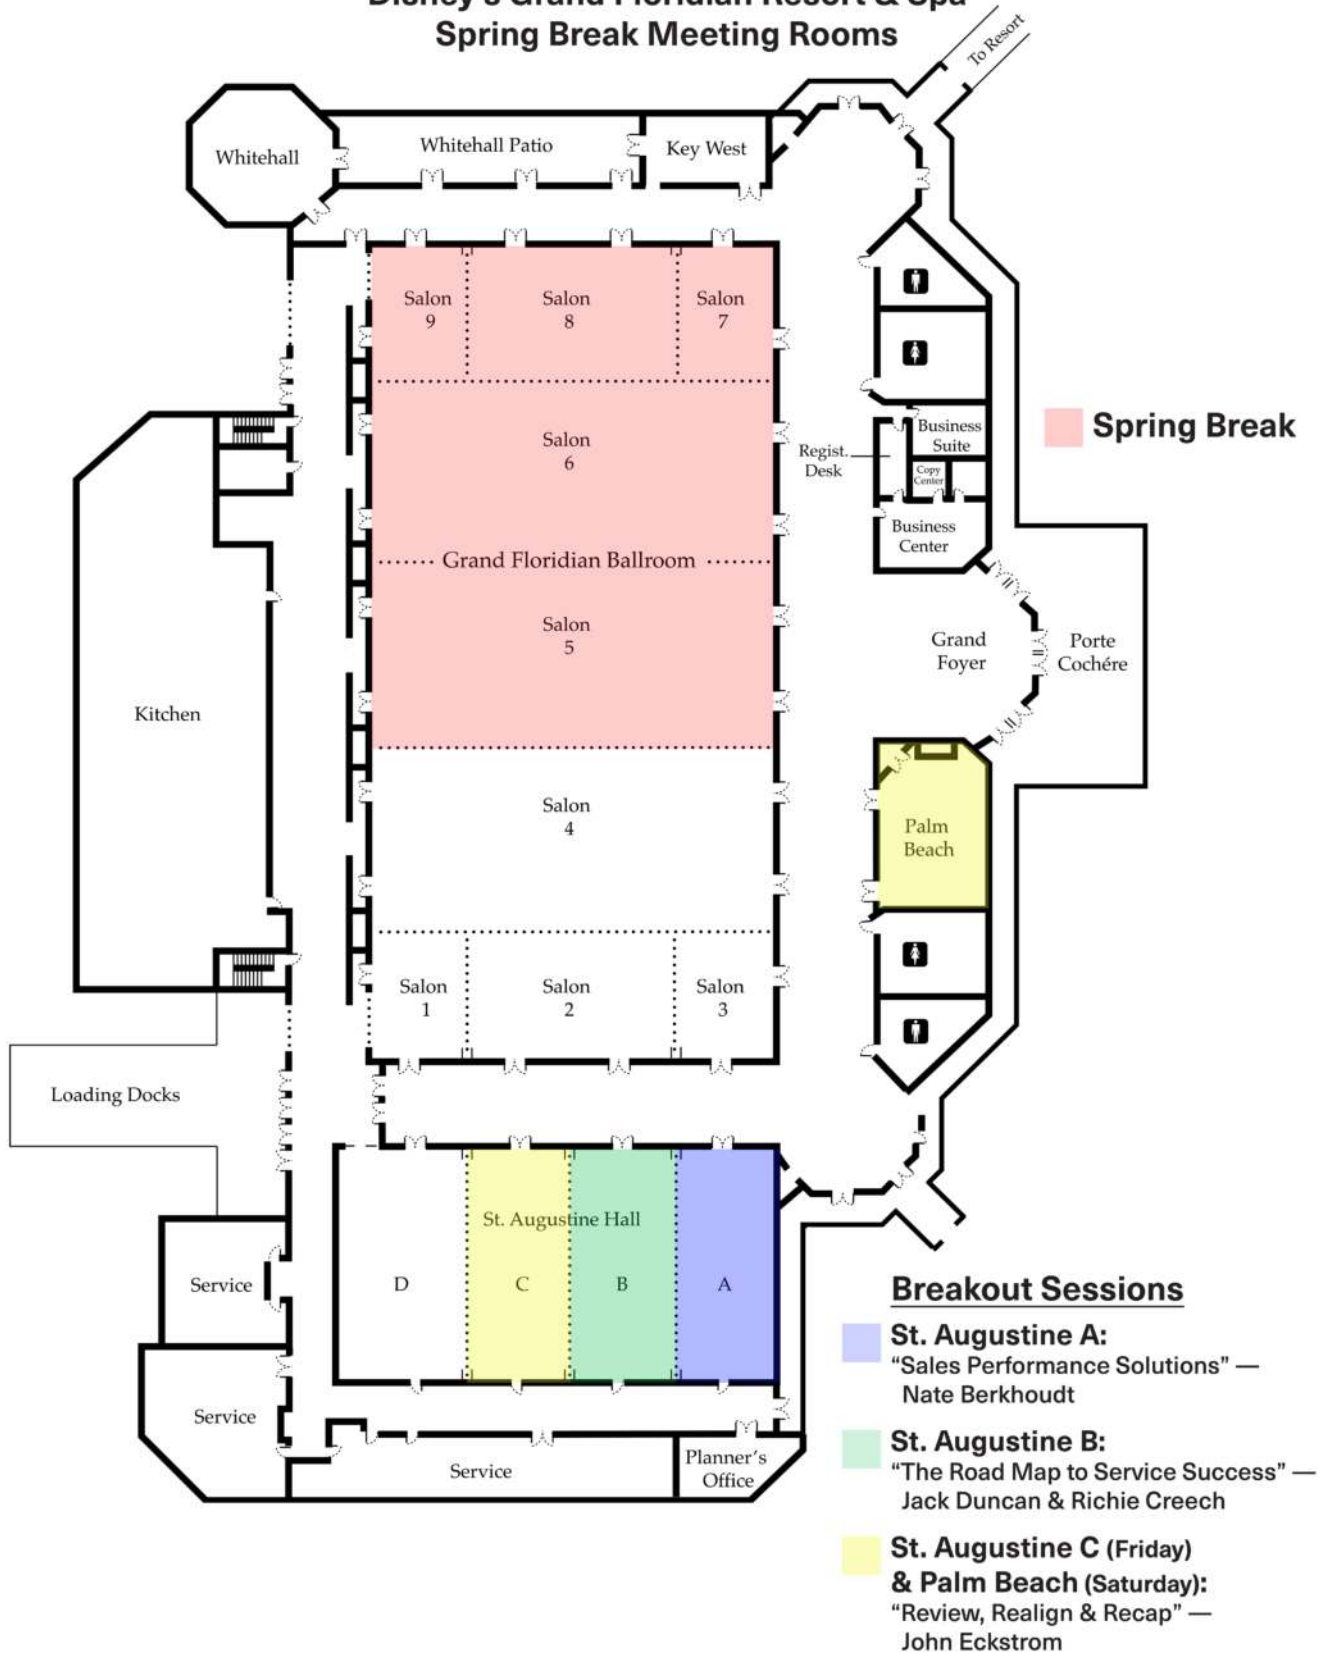 Disney's Grand Floridian Resort & Spa
Spring Break Meeting Rooms
To Resort
Whitehall
Whitehall Patio
Key West
Salon
9
Salon
8
Salon
7
Salon
6
Business
Suite
Regist.
Desk
Copy
Center
Business
Center
Spring Break
Grand Floridian Ballroom
Salon
5
Grand
Foyer
Porte
Cochére
Kitchen
Salon
4
Palm
Beach
Salon
1
Salon
2
Salon
3
Loading Docks
St. Augustine Hall
D
C
B
A
Service
Service
Service
Planner's
Office
Breakout Sessions
St. Augustine A:
“Sales Performance Solutions” —
Nate Berkhoudt
St. Augustine B:
“The Road Map to Service Success” —
Jack Duncan & Richie Creech
St. Augustine C (Friday)
& Palm Beach (Saturday):
“Review, Realign & Recap” —
John Eckstrom